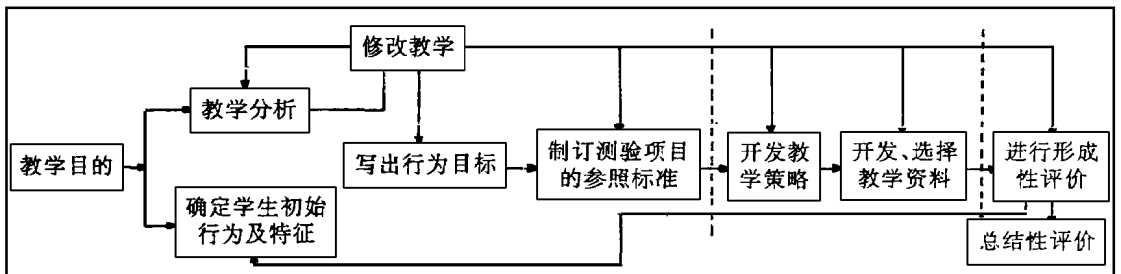 修改教学
教学分析
教学目的
写出行为目标
制订测验项目
的参照标准
开发教
学策略
开发、选择
教学资料
进行形成
性评价
确定学生初始
行为及特征
总结性评价